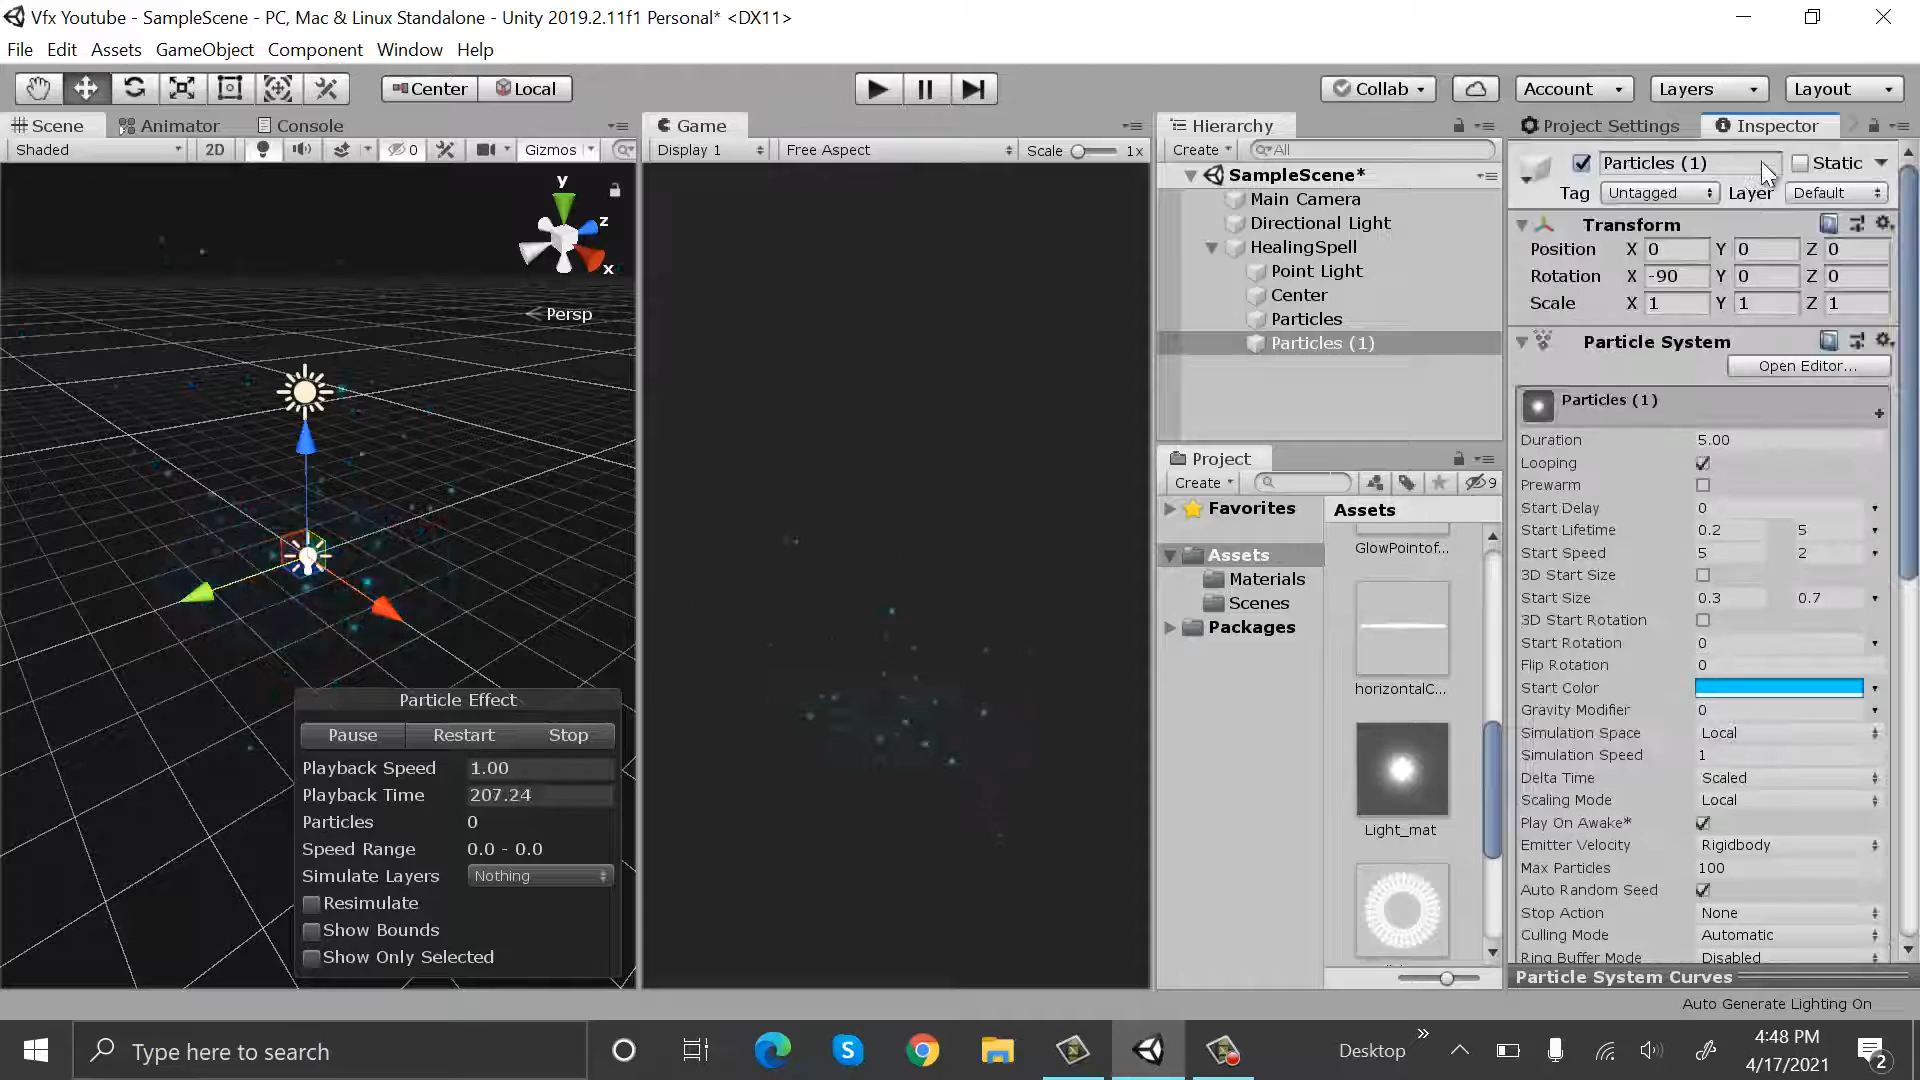 Vfx Youtube - SampleScene - PC, Mac & Linux Standalone - Unity 2019.2.11f1 Personal* <DX11>
File Edit Assets GameObject Component Window Help
Center Local Collab Account Layers Layout
Scene Animator Console
Shaded 2D 0 Gizmos
y
z
x
Persp
Particle Effect
Pause Restart Stop
Playback Speed 1.00
Playback Time 207.24
Particles 0
Speed Range 0.0 - 0.0
Simulate Layers Nothing
Resimulate
Show Bounds
Show Only Selected
Game
Display 1 Free Aspect Scale 1x
Hierarchy
Create All
SampleScene*
Main Camera
Directional Light
HealingSpell
Point Light
Center
Particles
Particles (1)
Project
Create 9
Favorites
Assets
Materials
Scenes
Packages
Assets
GlowPointof...
horizontalC...
Light_mat
Project Settings Inspector
Particles (1) Static
Tag Untagged Layer Default
Transform
Position X 0 Y 0 Z 0
Rotation X -90 Y 0 Z 0
Scale X 1 Y 1 Z 1
Particle System
Open Editor...
Particles (1)
Duration 5.00
Looping
Prewarm
Start Delay 0
Start Lifetime 0.2 5
Start Speed 5 2
3D Start Size
Start Size 0.3 0.7
3D Start Rotation
Start Rotation 0
Flip Rotation 0
Start Color
Gravity Modifier 0
Simulation Space Local
Simulation Speed 1
Delta Time Scaled
Scaling Mode Local
Play On Awake*
Emitter Velocity Rigidbody
Max Particles 100
Auto Random Seed
Stop Action None
Culling Mode Automatic
Ring Buffer Mode Disabled
Particle System Curves
Auto Generate Lighting On
Type here to search
Desktop
4:48 PM
4/17/2021
2